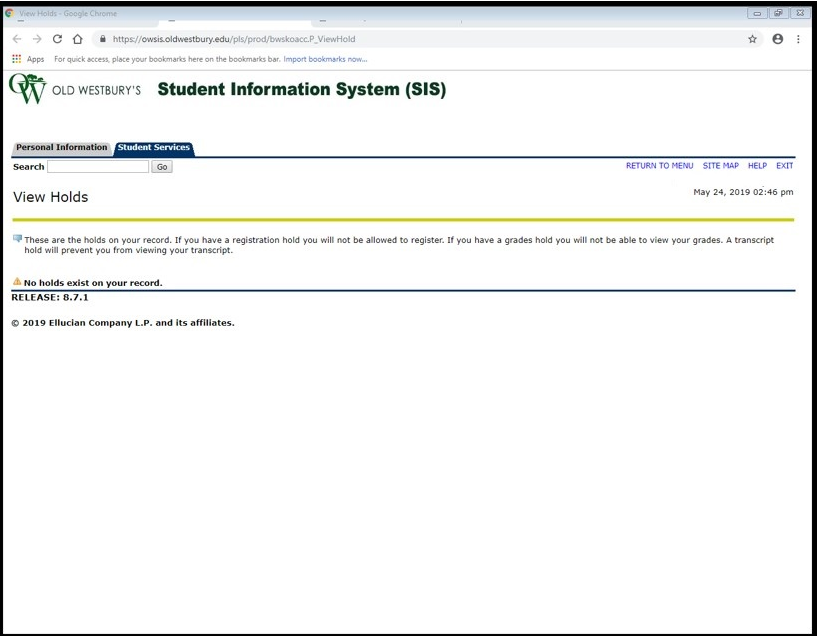 View Holds - Google Chrome
https://owsis.oldwestbury.edu/pls/prod/bwskoacc.P_ViewHold
Apps For quick access, place your bookmarks here on the bookmarks bar. Import bookmarks now...
OW OLD WESTBURY'S Student Information System (SIS)
Personal Information Student Services
Search Go RETURN TO MENU SITE MAP HELP EXIT
View Holds May 24, 2019 02:46 pm
These are the holds on your record. If you have a registration hold you will not be allowed to register. If you have a grades hold you will not be able to view your grades. A transcript
hold will prevent you from viewing your transcript.
No holds exist on your record.
RELEASE: 8.7.1
© 2019 Ellucian Company L.P. and its affiliates.